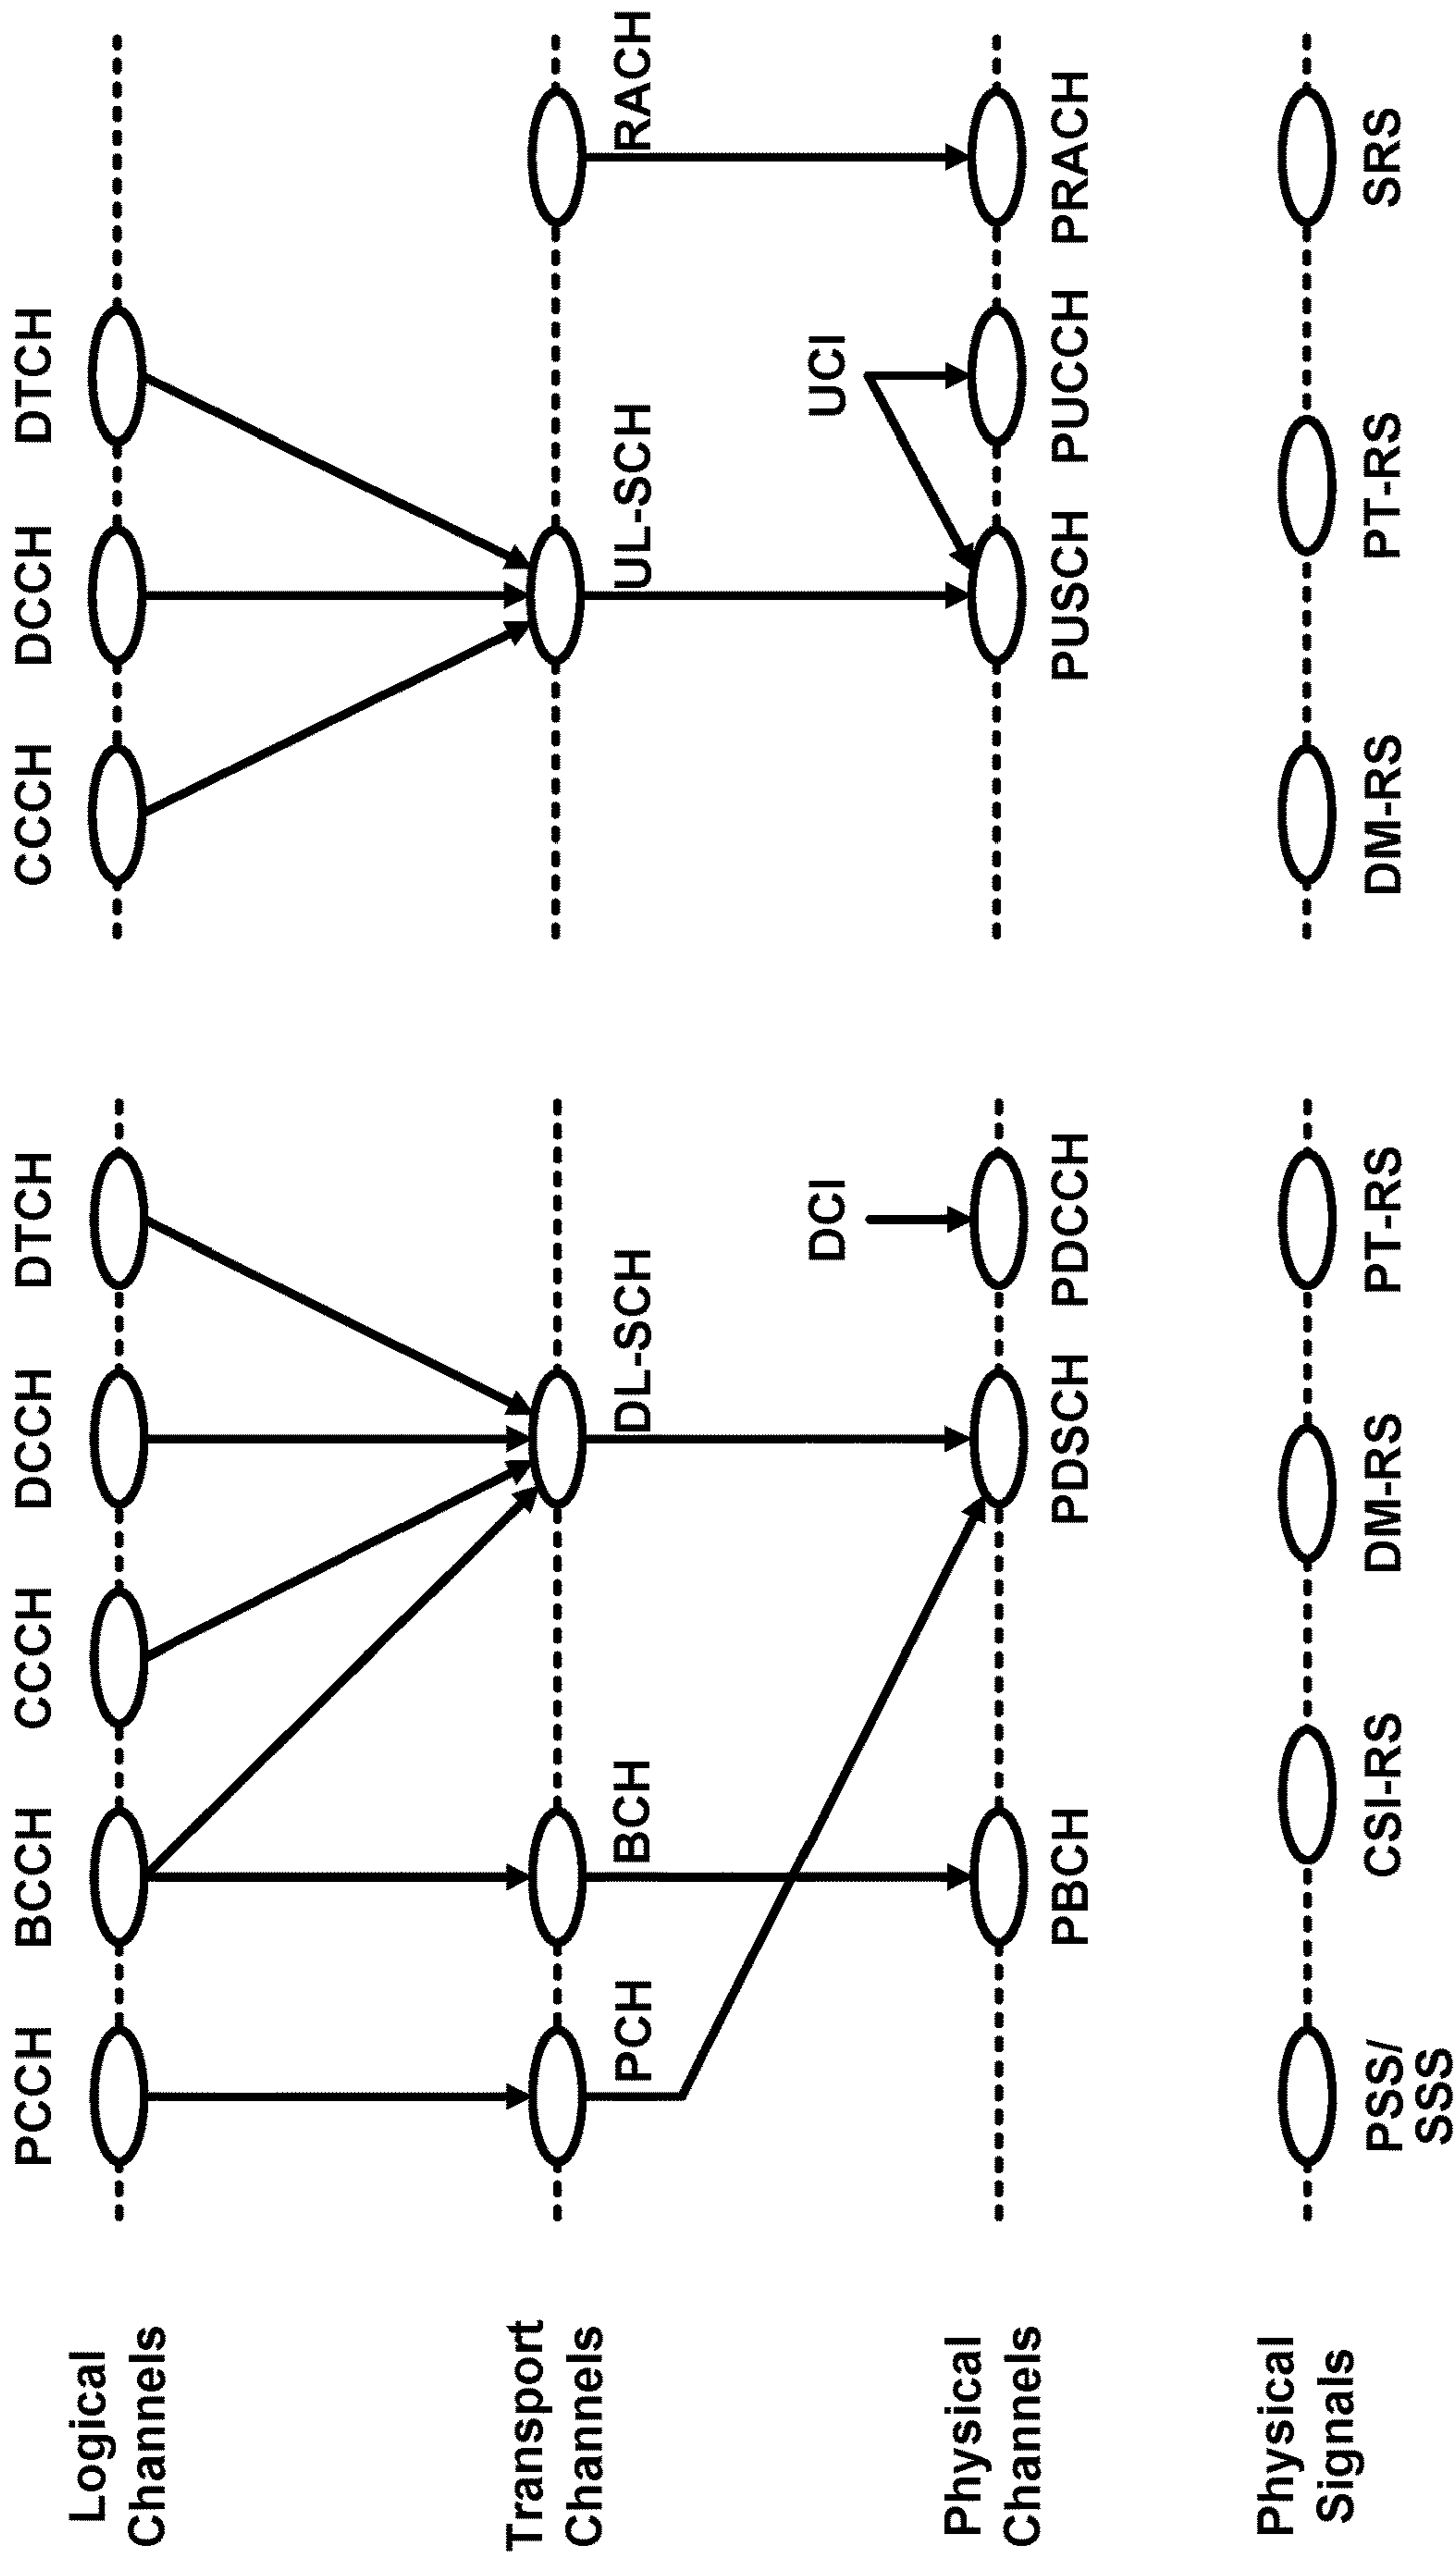 Logical
Channels
PCCH
BCCH
CCCH
DCCH
DTCH
CCCH
DCCH
DTCH
Transport
Channels
PCH
BCH
DL-SCH
UL-SCH
RACH
DCI
UCI
Physical
Channels
PBCH
PDSCH
PDCCH
PUSCH
PUCCH
PRACH
Physical
Signals
PSS/
SSS
CSI-RS
DM-RS
PT-RS
DM-RS
PT-RS
SRS